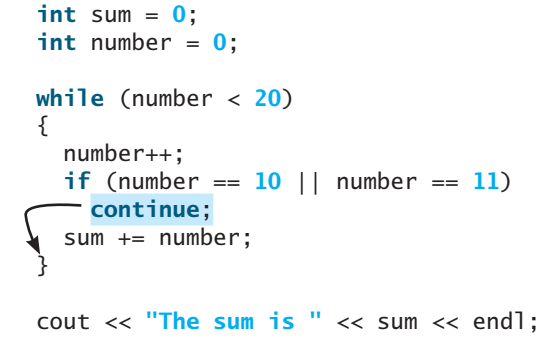 int sum = 0;
int number = 0;

while (number < 20)
{
  number++;
  if (number == 10 || number == 11)
    continue;
  sum += number;
}

cout << "The sum is " << sum << endl;